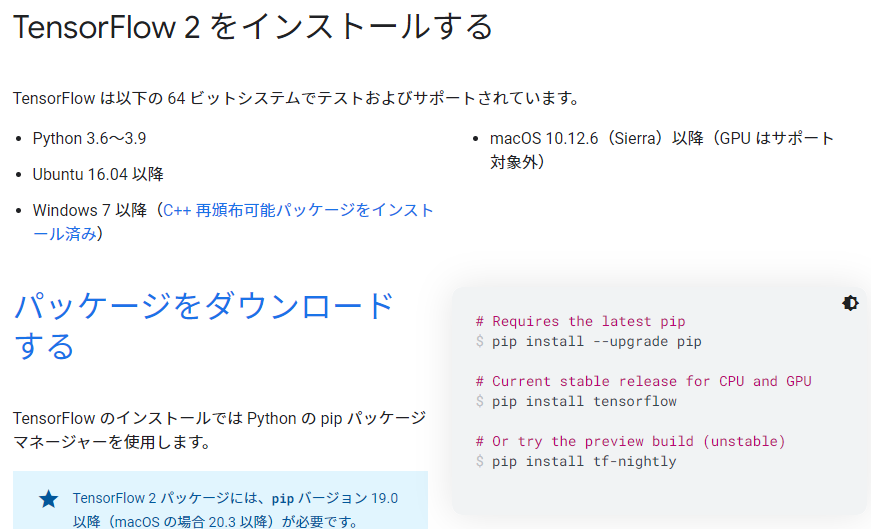 TensorFlow 2 をインストールする
TensorFlow は以下の 64 ビットシステムでテストおよびサポートされています。
• Python 3.6～3.9
• Ubuntu 16.04 以降
• Windows 7 以降（C++ 再頒布可能パッケージをインスト
ール済み）
• macOS 10.12.6（Sierra）以降（GPU はサポート
対象外）
パッケージをダウンロード
する
TensorFlow のインストールでは Python の pip パッケージ
マネージャーを使用します。
★ TensorFlow 2 パッケージには、pip バージョン 19.0
以降（macOS の場合 20.3 以降）が必要です。
# Requires the latest pip
$ pip install --upgrade pip
# Current stable release for CPU and GPU
$ pip install tensorflow
# Or try the preview build (unstable)
$ pip install tf-nightly